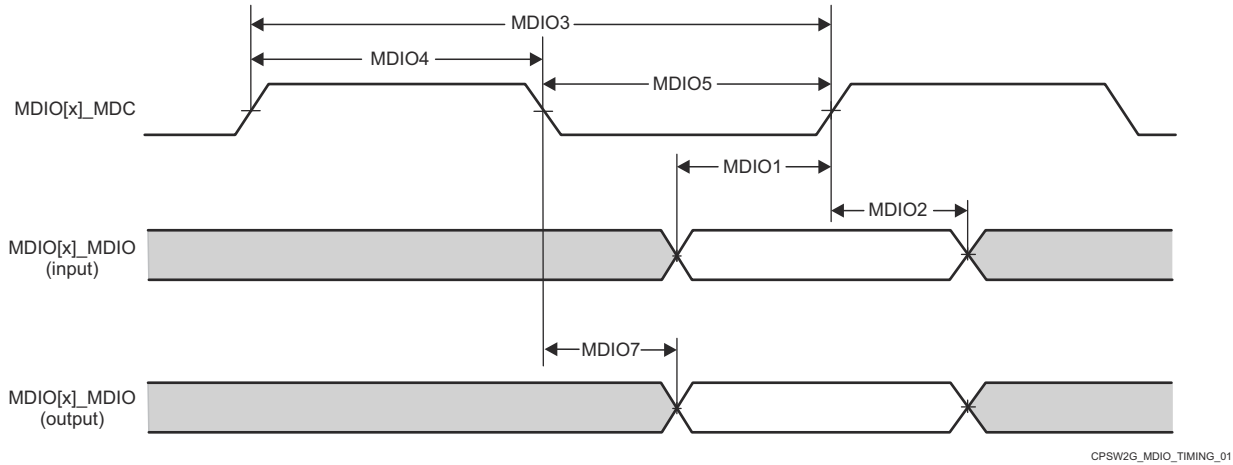 MDIO3
MDIO4
MDIO5
MDIO[x]_MDC
MDIO1
MDIO2
MDIO[x]_MDIO
(input)
MDIO7
MDIO[x]_MDIO
(output)
CPSW2G_MDIO_TIMING_01